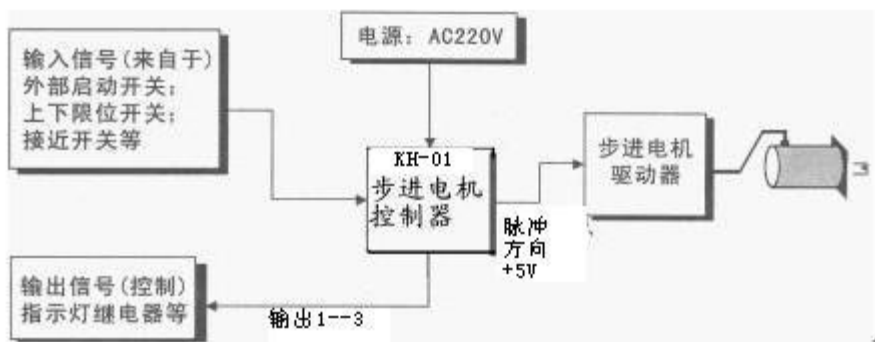 电源：AC220V
输入信号(来自于)
外部启动开关；
上下限位开关；
接近开关等
KH-01
步进电机
控制器
步进电机
驱动器
脉冲
方向
+5V
输出信号(控制)
指示灯继电器等
输出1--3